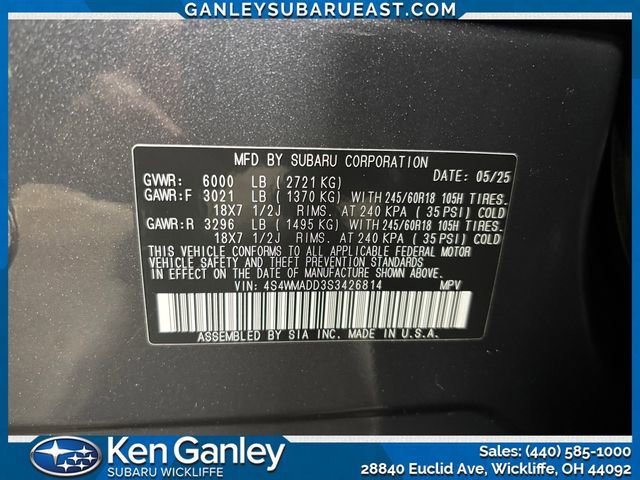 GANLEYSUBARUEAST.COM
MFD BY SUBARU CORPORATION
GVWR: 6000 LB ( 2721 KG) DATE: 05/25
GAWR:F 3021 LB ( 1370 KG) WITH 245/60R18 105H TIRES.
18X7 1/2J RIMS. AT 240 KPA ( 35 PSI) COLD
GAWR:R 3296 LB ( 1495 KG) WITH 245/60R18 105H TIRES.
18X7 1/2J RIMS. AT 240 KPA ( 35 PSI) COLD
THIS VEHICLE CONFORMS TO ALL APPLICABLE FEDERAL MOTOR
VEHICLE SAFETY AND THEFT PREVENTION STANDARDS
IN EFFECT ON THE DATE OF MANUFACTURE SHOWN ABOVE.
VIN: 4S4WMADD3S3426814 MPV
ASSEMBLED BY SIA INC. MADE IN U.S.A.
Ken Ganley
SUBARU WICKLIFFE
Sales: (440) 585-1000
28840 Euclid Ave, Wickliffe, OH 44092